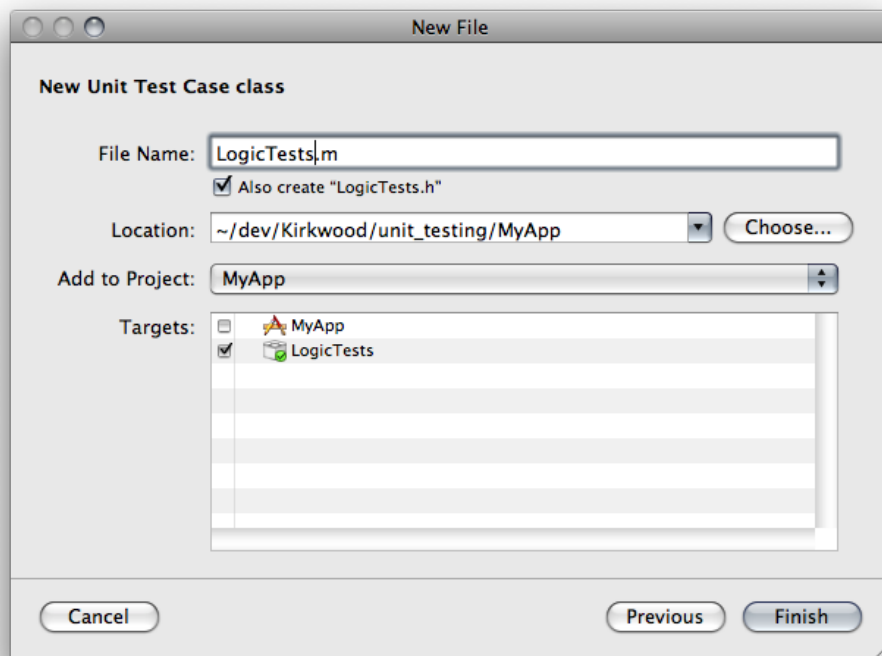 New File
New Unit Test Case class
File Name: LogicTests.m
Also create “LogicTests.h”
Location: ~/dev/Kirkwood/unit_testing/MyApp Choose...
Add to Project: MyApp
Targets: MyApp
LogicTests
Cancel Previous Finish